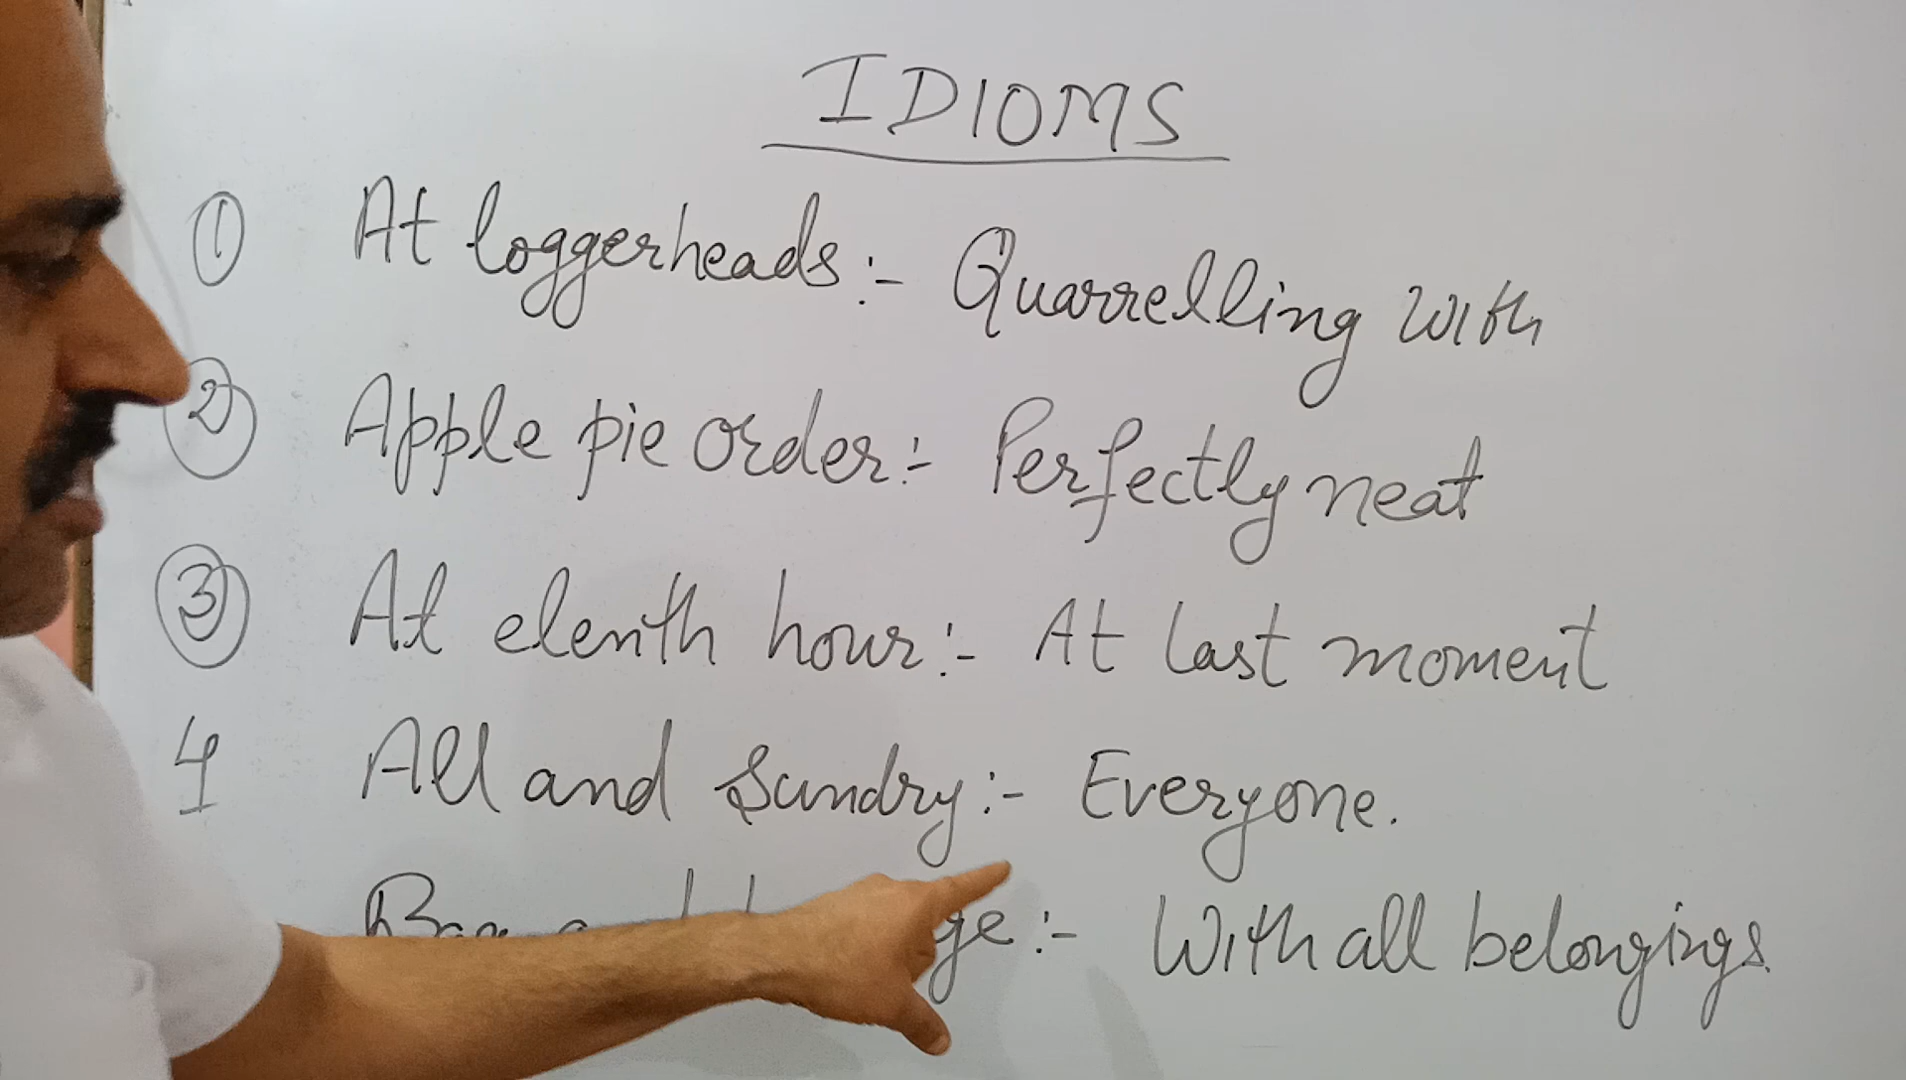 IDIOMS
① At loggerheads:- Quarrelling with
② Apple pie order:- Perfectly neat
③ At elenth hour:- At last moment
4 All and Sundry:- Everyone.
:- With all belongings.